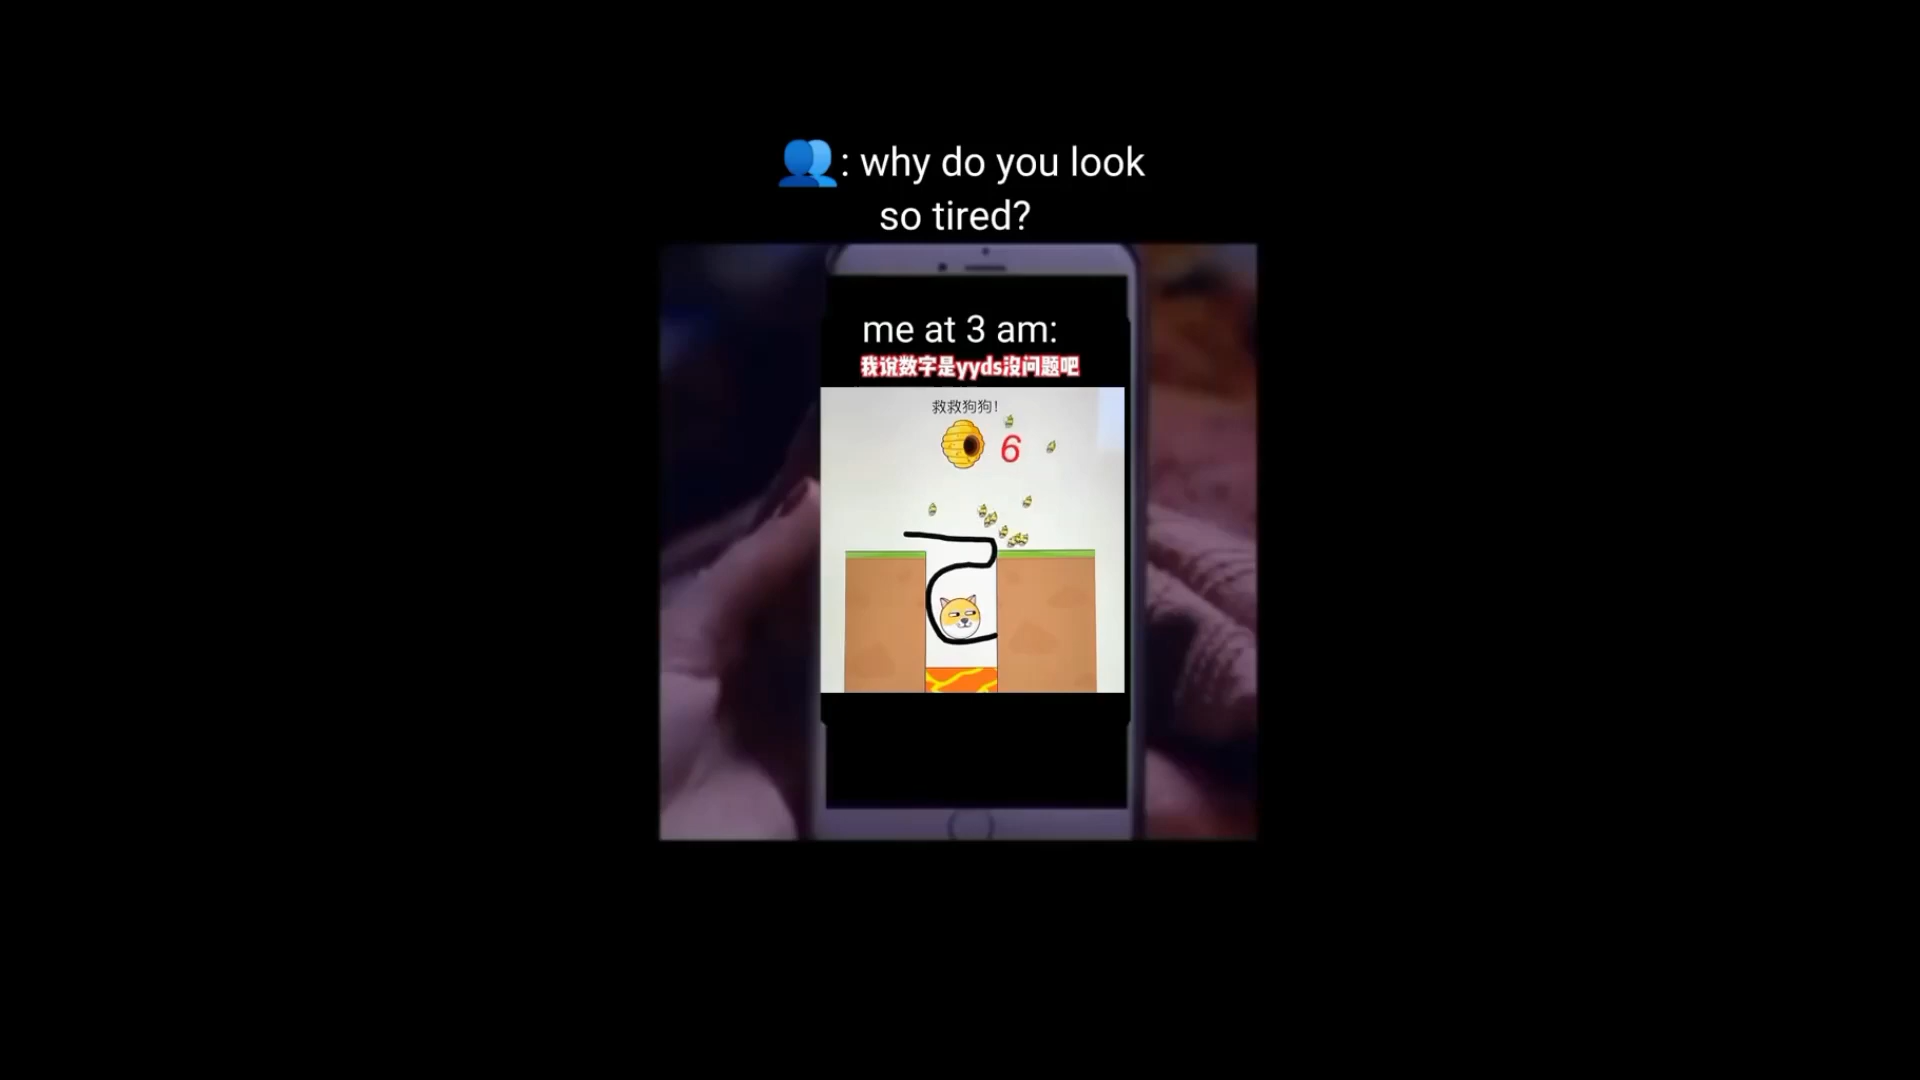 👥: why do you look
so tired?
me at 3 am:
我说数字是yyds没问题吧
救救狗狗!
6